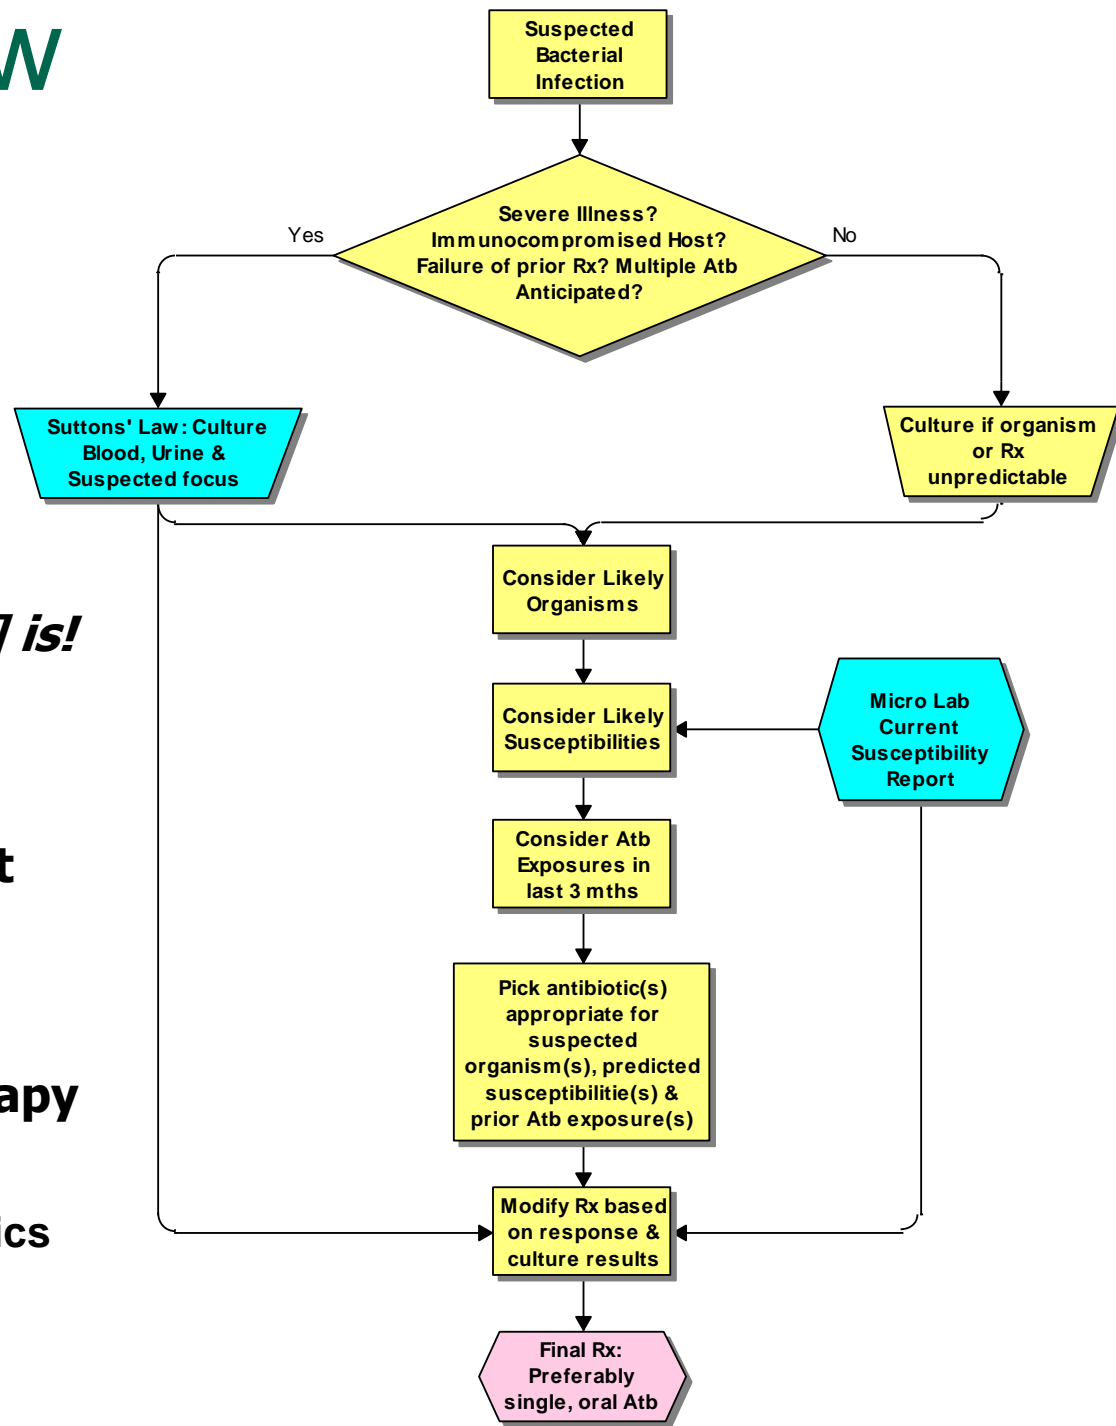 w
Suspected
Bacterial
Infection
Severe Illness?
Immunocompromised Host?
Failure of prior Rx? Multiple Atb
Anticipated?
Yes
No
Suttons' Law: Culture
Blood, Urine &
Suspected focus
Culture if organism
or Rx
unpredictable
Consider Likely
Organisms
] is!
Consider Likely
Susceptibilities
Micro Lab
Current
Susceptibility
Report
Consider Atb
Exposures in
last 3 mths
t
Pick antibiotic(s)
appropriate for
suspected
organism(s), predicted
susceptibilitie(s) &
prior Atb exposure(s)
apy
Modify Rx based
on response &
culture results
ics
Final Rx:
Preferably
single, oral Atb